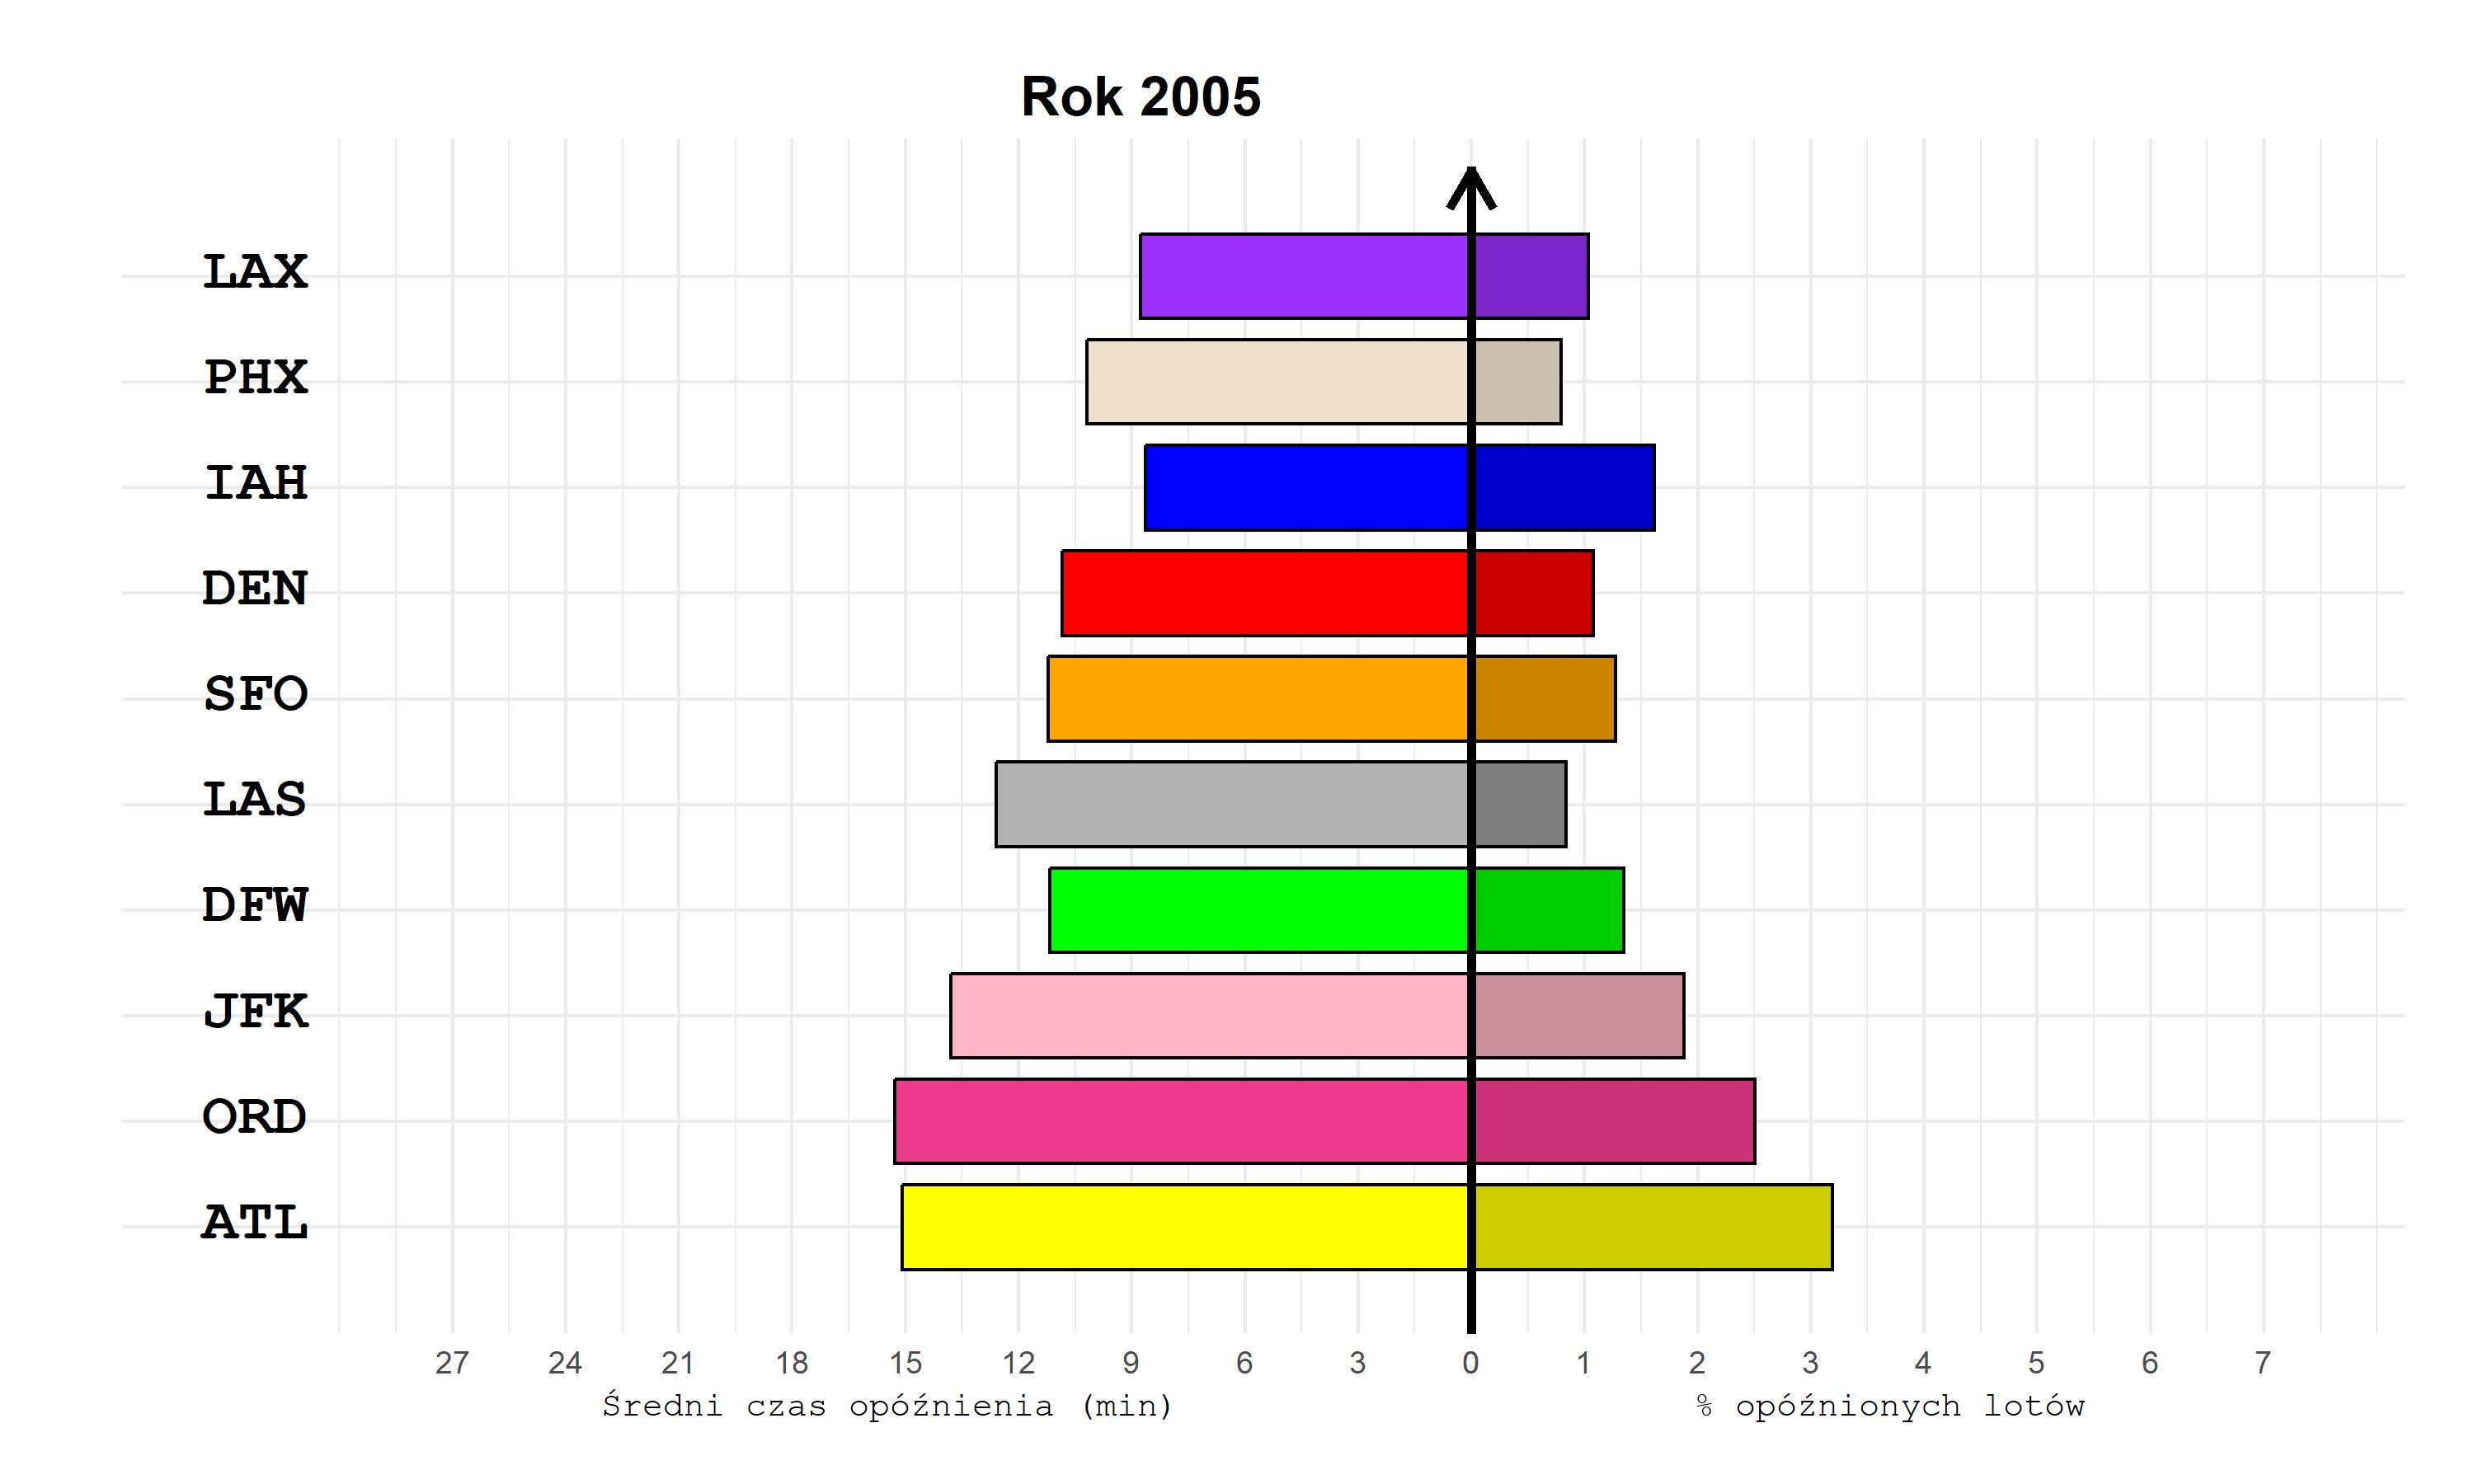 Rok 2005
LAX
PHX
IAH
DEN
SFO
LAS
DFW
JFK
ORD
ATL
27 24 21 18 15 12 9 6 3 0 1 2 3 4 5 6 7
Średni czas opóźnienia (min) % opóźnionych lotów